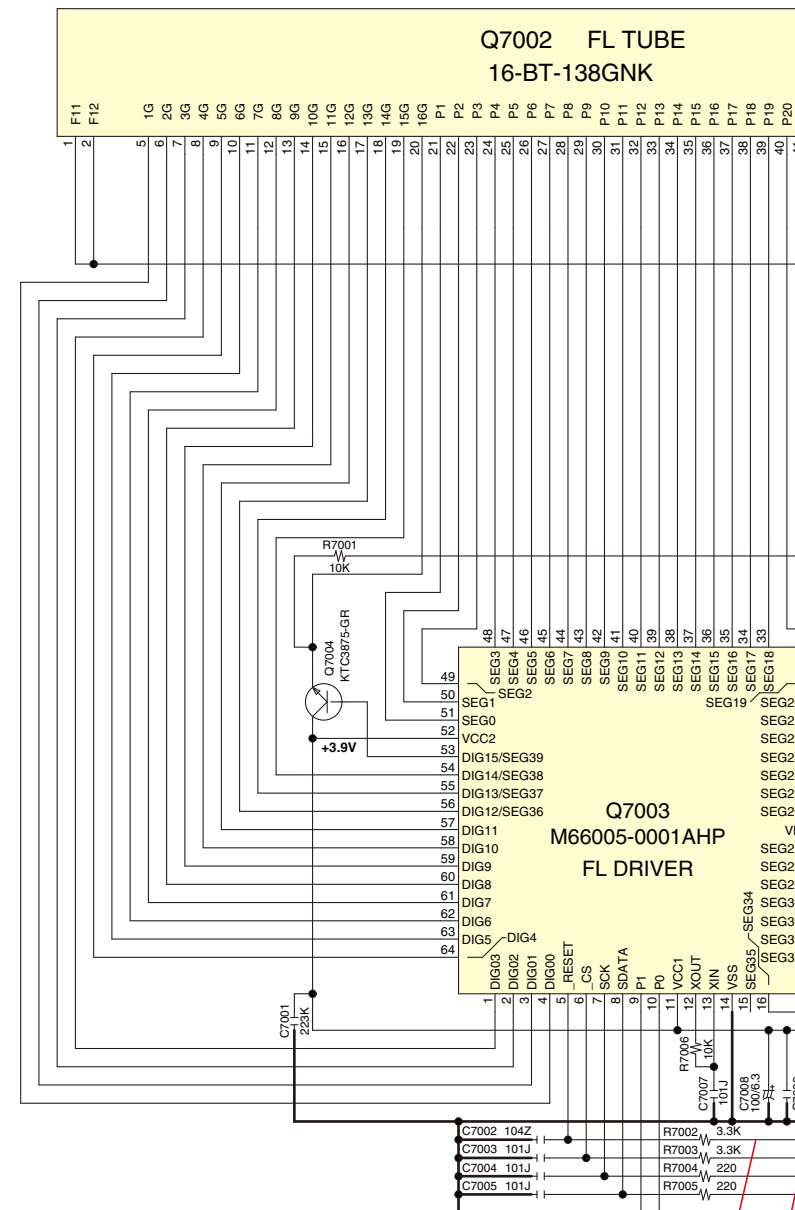 Q7002 FL TUBE
16-BT-138GNK
F11 F12 1G 2G 3G 4G 5G 6G 7G 8G 9G 10G 11G 12G 13G 14G 15G 16G P1 P2 P3 P4 P5 P6 P7 P8 P9 P10 P11 P12 P13 P14 P15 P16 P17 P18 P19 P20
1 2 5 6 7 8 9 10 11 12 13 14 15 16 17 18 19 20 21 22 23 24 25 26 27 28 29 30 31 32 33 34 35 36 37 38 39 40
R7001
10K
Q7004
KTC3875-GR
+3.9V
48 47 46 45 44 43 42 41 40 39 38 37 36 35 34 33
SEG3 SEG4 SEG5 SEG6 SEG7 SEG8 SEG9 SEG10 SEG11 SEG12 SEG13 SEG14 SEG15 SEG16 SEG17 SEG18
49 SEG2 SEG19
50 SEG1
51 SEG0
52 VCC2
53 DIG15/SEG39
54 DIG14/SEG38
55 DIG13/SEG37
56 DIG12/SEG36
57 DIG11
58 DIG10
59 DIG9
60 DIG8
61 DIG7
62 DIG6
63 DIG5
64 DIG4
Q7003
M66005-0001AHP
FL DRIVER
SEG34
SEG35
DIG03 DIG02 DIG01 DIG00 _RESET _CS SCK SDATA P1 P0 VCC1 XOUT XIN VSS
1 2 3 4 5 6 7 8 9 10 11 12 13 14 15 16
C7001
223K
R7006
10K
C7007
101J
C7008
100/6.3
+
C7002 104Z R7002 3.3K
C7003 101J R7003 3.3K
C7004 101J R7004 220
C7005 101J R7005 220